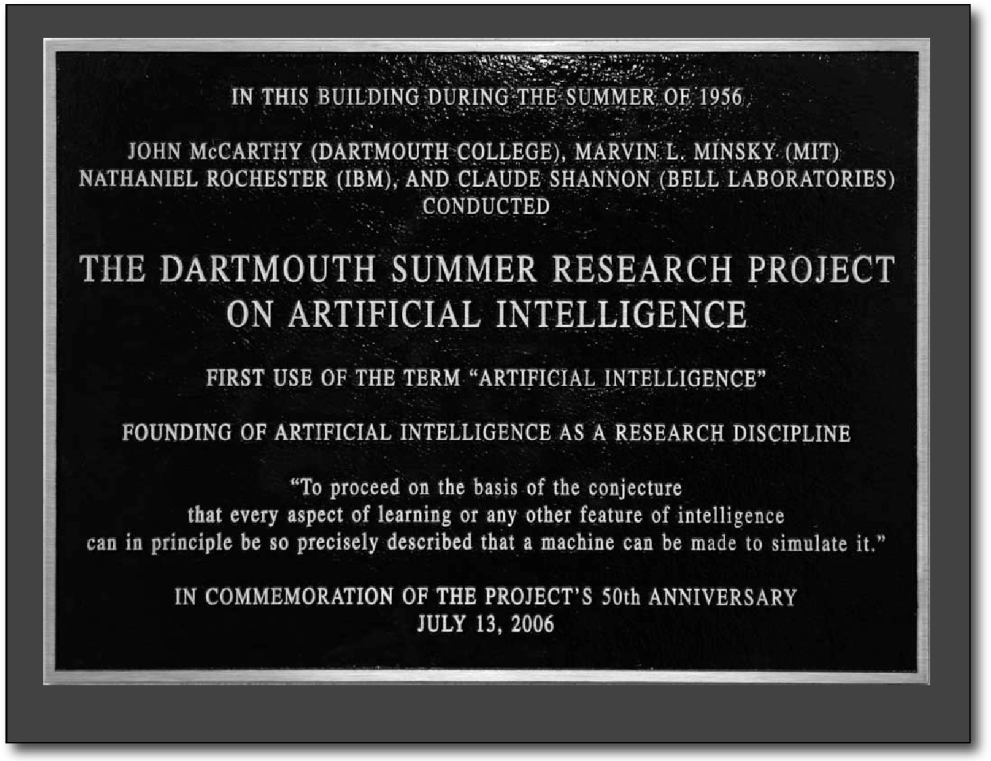 IN THIS BUILDING DURING THE SUMMER OF 1956
JOHN McCARTHY (DARTMOUTH COLLEGE), MARVIN L. MINSKY (MIT)
NATHANIEL ROCHESTER (IBM), AND CLAUDE SHANNON (BELL LABORATORIES)
CONDUCTED
THE DARTMOUTH SUMMER RESEARCH PROJECT
ON ARTIFICIAL INTELLIGENCE
FIRST USE OF THE TERM “ARTIFICIAL INTELLIGENCE”
FOUNDING OF ARTIFICIAL INTELLIGENCE AS A RESEARCH DISCIPLINE
“To proceed on the basis of the conjecture
that every aspect of learning or any other feature of intelligence
can in principle be so precisely described that a machine can be made to simulate it.”
IN COMMEMORATION OF THE PROJECT’S 50th ANNIVERSARY
JULY 13, 2006